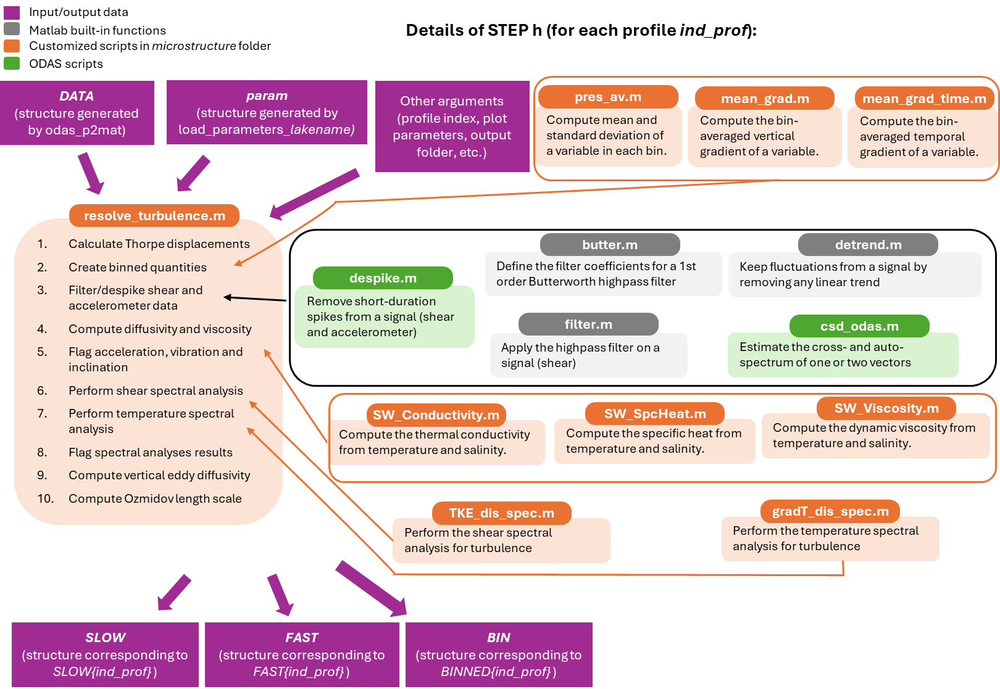 Input/output data
Matlab built-in functions
Customized scripts in microstructure folder
ODAS scripts
Details of STEP h (for each profile ind_prof):
DATA
(structure generated
by odas_p2mat)
param
(structure generated by
load_parameters_lakename)
Other arguments
(profile index, plot
parameters, output
folder, etc.)
pres_av.m
Compute mean and
standard deviation of
a variable in each bin.
mean_grad.m
Compute the bin-
averaged vertical
gradient of a variable.
mean_grad_time.m
Compute the bin-
averaged temporal
gradient of a variable.
resolve_turbulence.m
1. Calculate Thorpe displacements
2. Create binned quantities
3. Filter/despike shear and
accelerometer data
4. Compute diffusivity and viscosity
5. Flag acceleration, vibration and
inclination
6. Perform shear spectral analysis
7. Perform temperature spectral
analysis
8. Flag spectral analyses results
9. Compute vertical eddy diffusivity
10. Compute Ozmidov length scale
despike.m
Remove short-duration
spikes from a signal (shear
and accelerometer)
butter.m
Define the filter coefficients for a 1st
order Butterworth highpass filter
detrend.m
Keep fluctuations from a signal by
removing any linear trend
filter.m
Apply the highpass filter on a
signal (shear)
csd_odas.m
Estimate the cross- and auto-
spectrum of one or two vectors
SW_Conductivity.m
Compute the thermal conductivity
from temperature and salinity.
SW_SpcHeat.m
Compute the specific heat from
temperature and salinity.
SW_Viscosity.m
Compute the dynamic viscosity from
temperature and salinity.
TKE_dis_spec.m
Perform the shear spectral
analysis for turbulence
gradT_dis_spec.m
Perform the temperature spectral
analysis for turbulence
SLOW
(structure corresponding to
SLOW{ind_prof})
FAST
(structure corresponding to
FAST{ind_prof})
BIN
(structure corresponding to
BINNED{ind_prof})